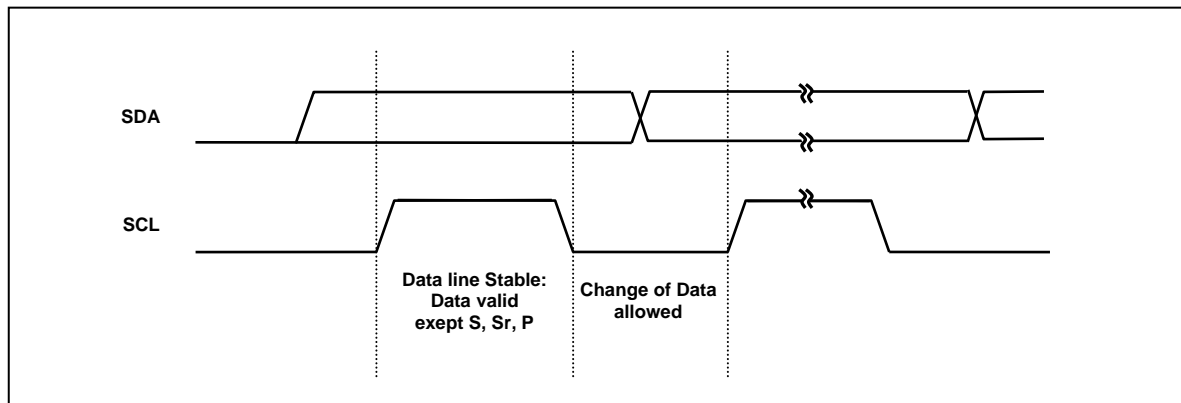 SDA
SCL
Data line Stable:
Data valid
exept S, Sr, P
Change of Data
allowed